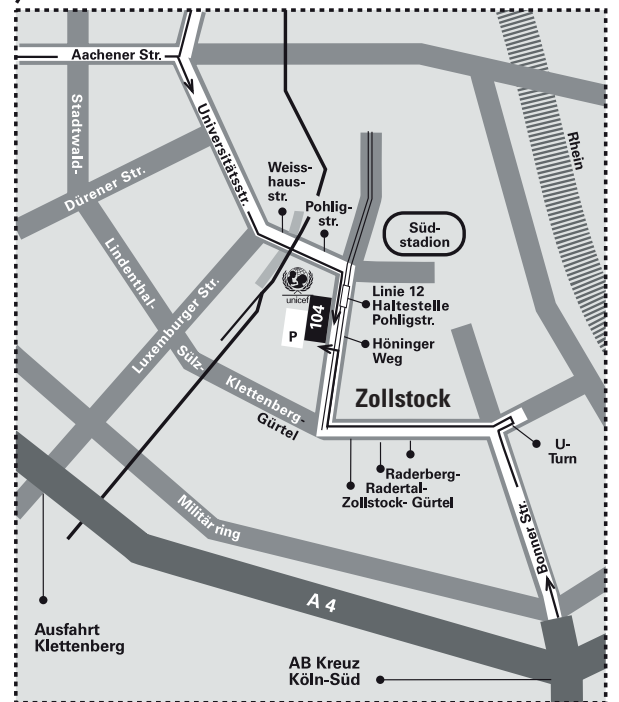 Aachener Str.
Stadtwald-
Universitätsstr.
Dürener Str.
Rhein
Weiss-
haus-
str.
Pohlig-
str.
Süd-
stadion
Lindenthal-
Luxemburger Str.
unicef
104
P
Linie 12
Haltestelle
Pohligstr.
Höninger
Weg
Sülz-
Klettenberg-
Gürtel
Zollstock
U-
Turn
Raderberg-
Radertal-
Zollstock- Gürtel
Militärring
Bonner Str.
A 4
Ausfahrt
Klettenberg
AB Kreuz
Köln-Süd